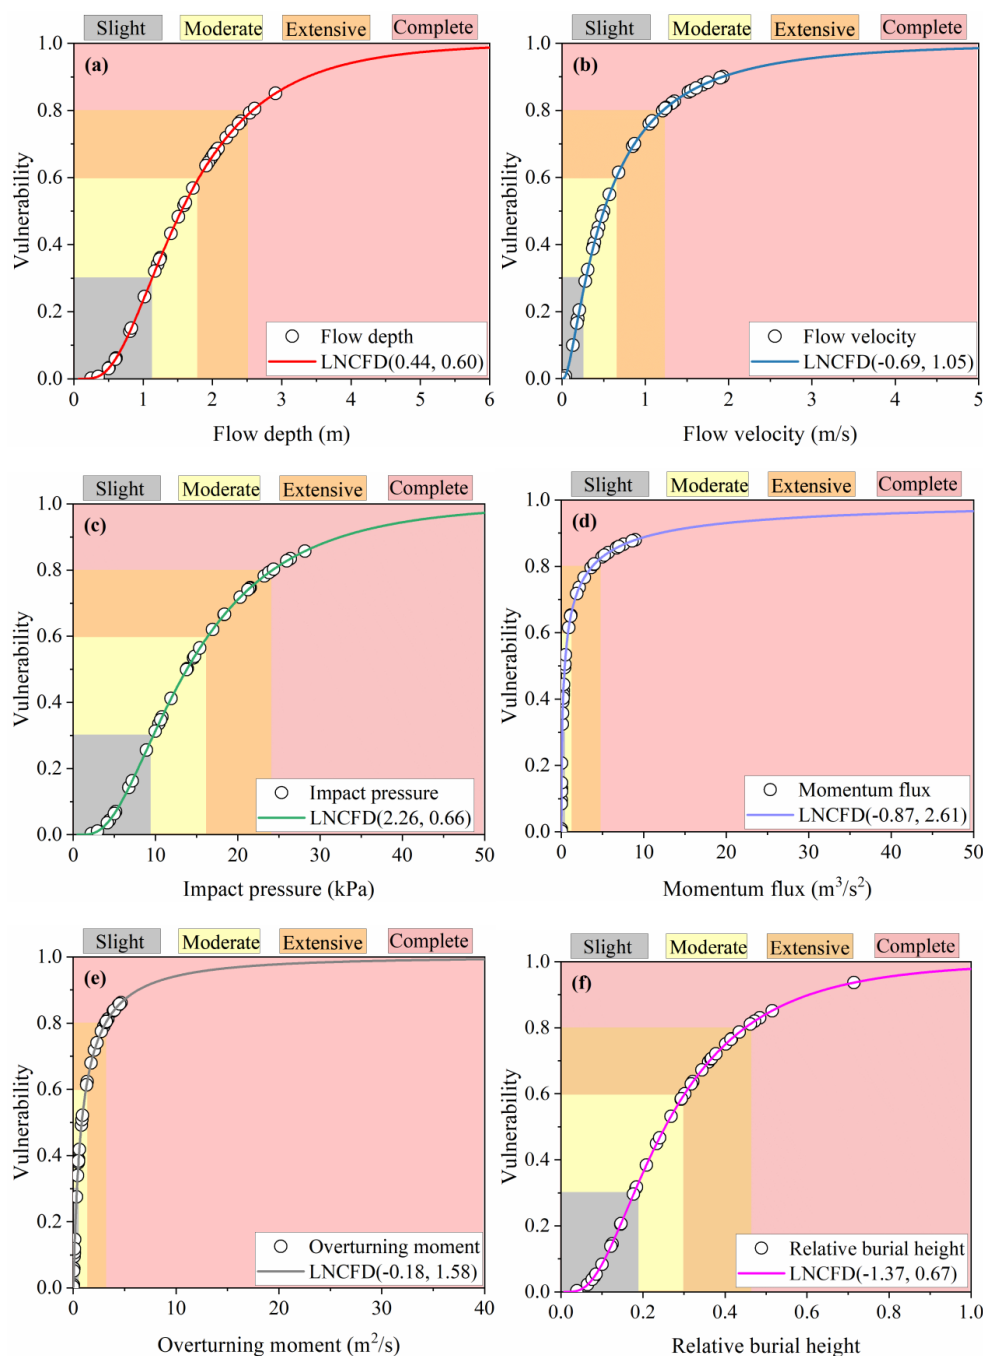 Slight Moderate Extensive Complete
(a)
1.0
0.8
0.6
0.4
0.2
0.0
Vulnerability
Flow depth
LNCFD(0.44, 0.60)
0 1 2 3 4 5 6
Flow depth (m)
Slight Moderate Extensive Complete
(b)
1.0
0.8
0.6
0.4
0.2
0.0
Vulnerability
Flow velocity
LNCFD(-0.69, 1.05)
0 1 2 3 4 5
Flow velocity (m/s)
Slight Moderate Extensive Complete
(c)
1.0
0.8
0.6
0.4
0.2
0.0
Vulnerability
Impact pressure
LNCFD(2.26, 0.66)
0 10 20 30 40 50
Impact pressure (kPa)
Slight Moderate Extensive Complete
(d)
1.0
0.8
0.6
0.4
0.2
0.0
Vulnerability
Momentum flux
LNCFD(-0.87, 2.61)
0 10 20 30 40 50
Momentum flux (m³/s²)
Slight Moderate Extensive Complete
(e)
1.0
0.8
0.6
0.4
0.2
0.0
Vulnerability
Overturning moment
LNCFD(-0.18, 1.58)
0 10 20 30 40
Overturning moment (m²/s)
Slight Moderate Extensive Complete
(f)
1.0
0.8
0.6
0.4
0.2
0.0
Vulnerability
Relative burial height
LNCFD(-1.37, 0.67)
0.0 0.2 0.4 0.6 0.8 1.0
Relative burial height